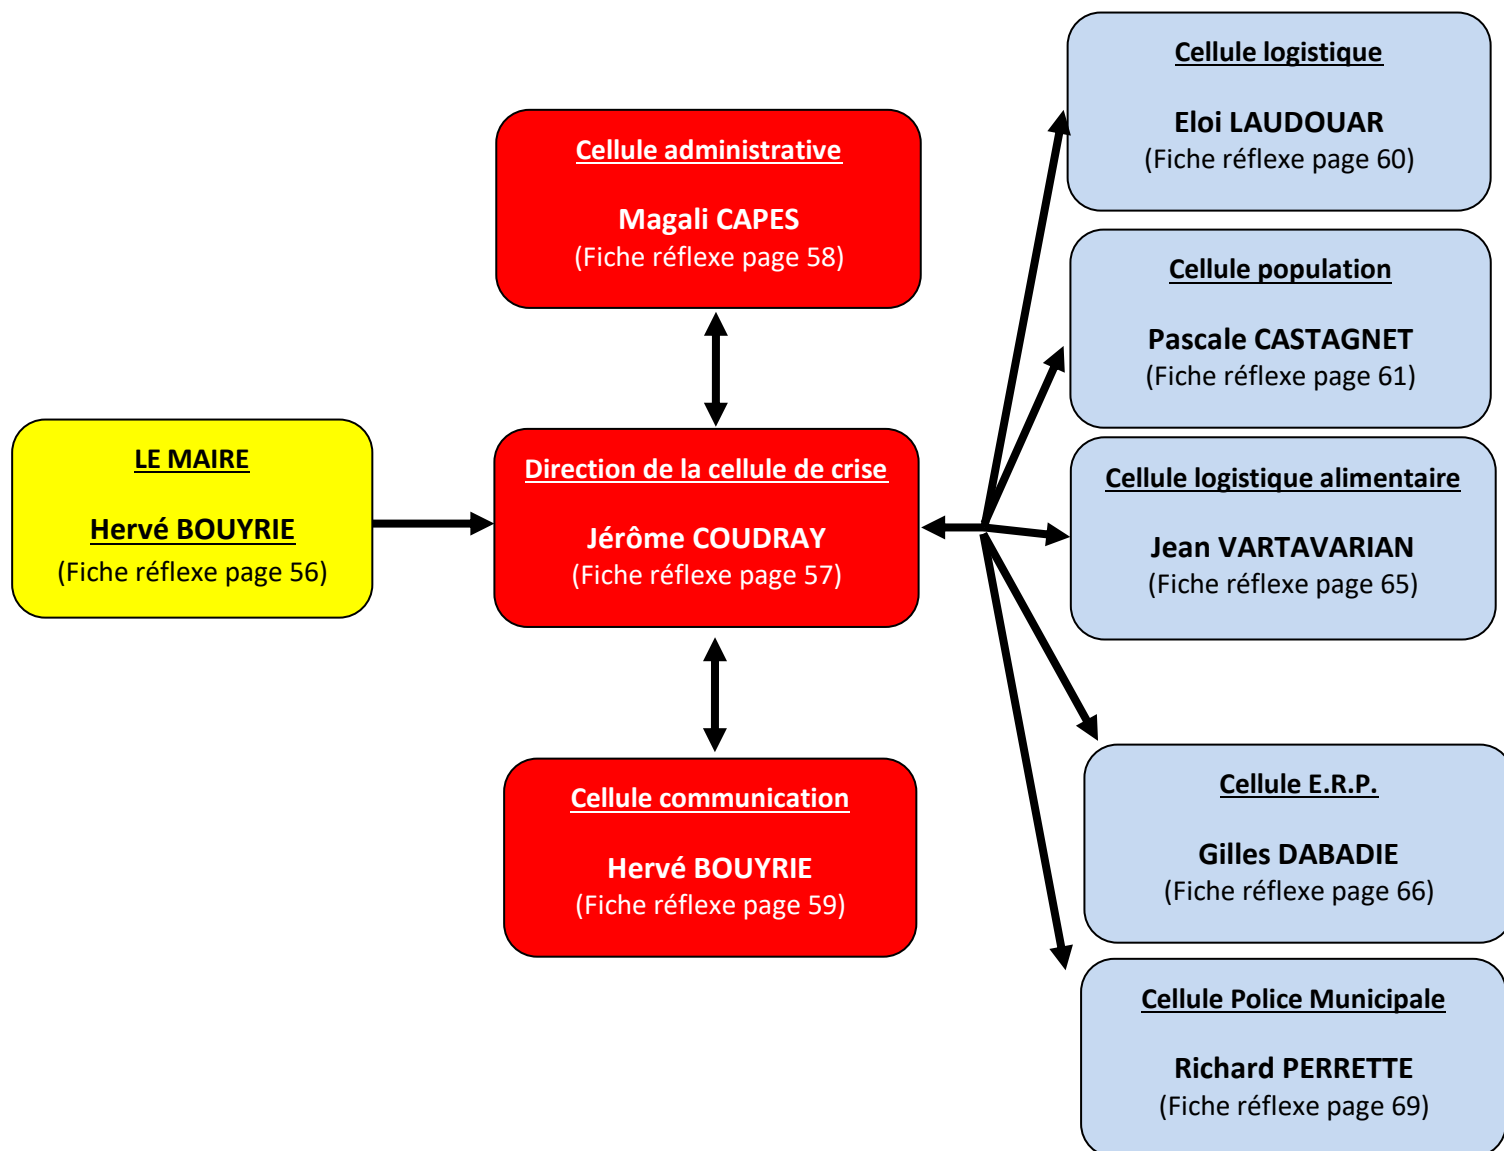 Cellule logistique
Eloi LAUDOUAR
(Fiche réflexe page 60)
Cellule administrative
Magali CAPES
(Fiche réflexe page 58)
Cellule population
Pascale CASTAGNET
(Fiche réflexe page 61)
LE MAIRE
Hervé BOUYRIE
(Fiche réflexe page 56)
Direction de la cellule de crise
Jérôme COUDRAY
(Fiche réflexe page 57)
Cellule logistique alimentaire
Jean VARTAVARIAN
(Fiche réflexe page 65)
Cellule communication
Hervé BOUYRIE
(Fiche réflexe page 59)
Cellule E.R.P.
Gilles DABADIE
(Fiche réflexe page 66)
Cellule Police Municipale
Richard PERRETTE
(Fiche réflexe page 69)